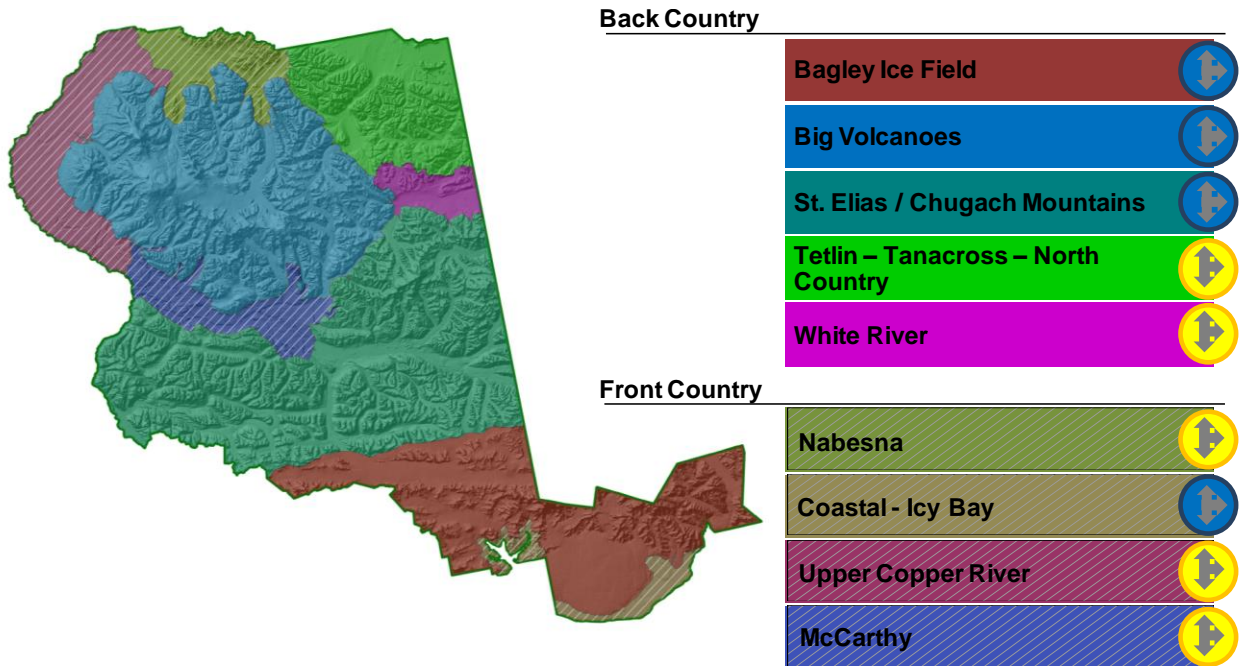 Back Country
Bagley Ice Field
Big Volcanoes
St. Elias / Chugach Mountains
Tetlin – Tanacross – North
Country
White River
Front Country
Nabesna
Coastal - Icy Bay
Upper Copper River
McCarthy